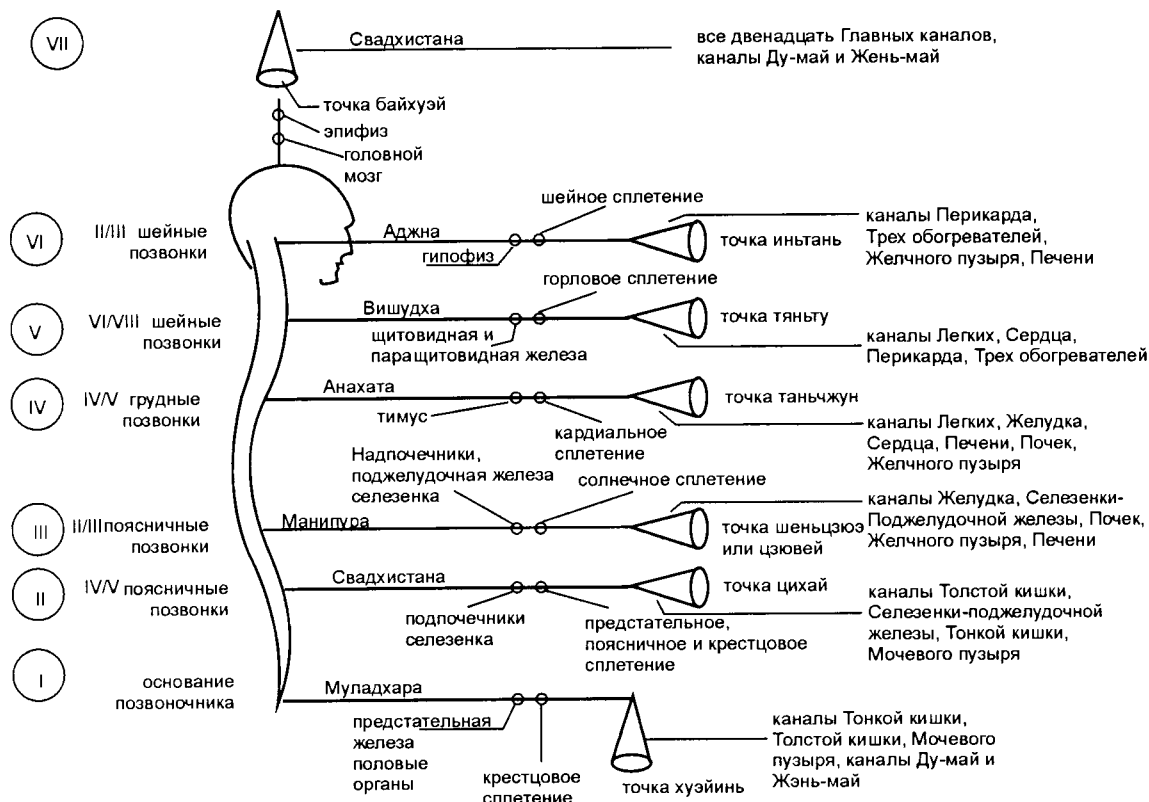 VII
Свадхистана
все двенадцать Главных каналов,
каналы Ду-май и Жень-май
точка байхуэй
эпифиз
головной
мозг
VI
II/III шейные
позвонки
Аджна
гипофиз
шейное сплетение
точка иньтань
каналы Перикарда,
Трех обогревателей,
Желчного пузыря, Печени
V
VI/VIII шейные
позвонки
Вишудха
щитовидная и
паращитовидная железа
горловое сплетение
точка тяньту
каналы Легких, Сердца,
Перикарда, Трех обогревателей
IV
IV/V грудные
позвонки
Анахата
тимус
кардиальное
сплетение
точка таньчжун
каналы Легких, Желудка,
Сердца, Печени, Почек,
Желчного пузыря
III
II/III поясничные
позвонки
Манипура
Надпочечники,
поджелудочная железа
селезенка
солнечное сплетение
точка шеньцзюэ
или цзювей
каналы Желудка, Селезенки-
Поджелудочной железы, Почек,
Желчного пузыря, Печени
II
IV/V поясничные
позвонки
Свадхистана
подпочечники
селезенка
предстательное,
поясничное и крестцовое
сплетение
точка цихай
каналы Толстой кишки,
Селезенки-поджелудочной
железы, Тонкой кишки,
Мочевого пузыря
I
основание
позвоночника
Муладхара
предстательная
железа
половые
органы
крестцовое
сплетение
точка хуэйинь
каналы Тонкой кишки,
Толстой кишки, Мочевого
пузыря, каналы Ду-май и
Жэнь-май